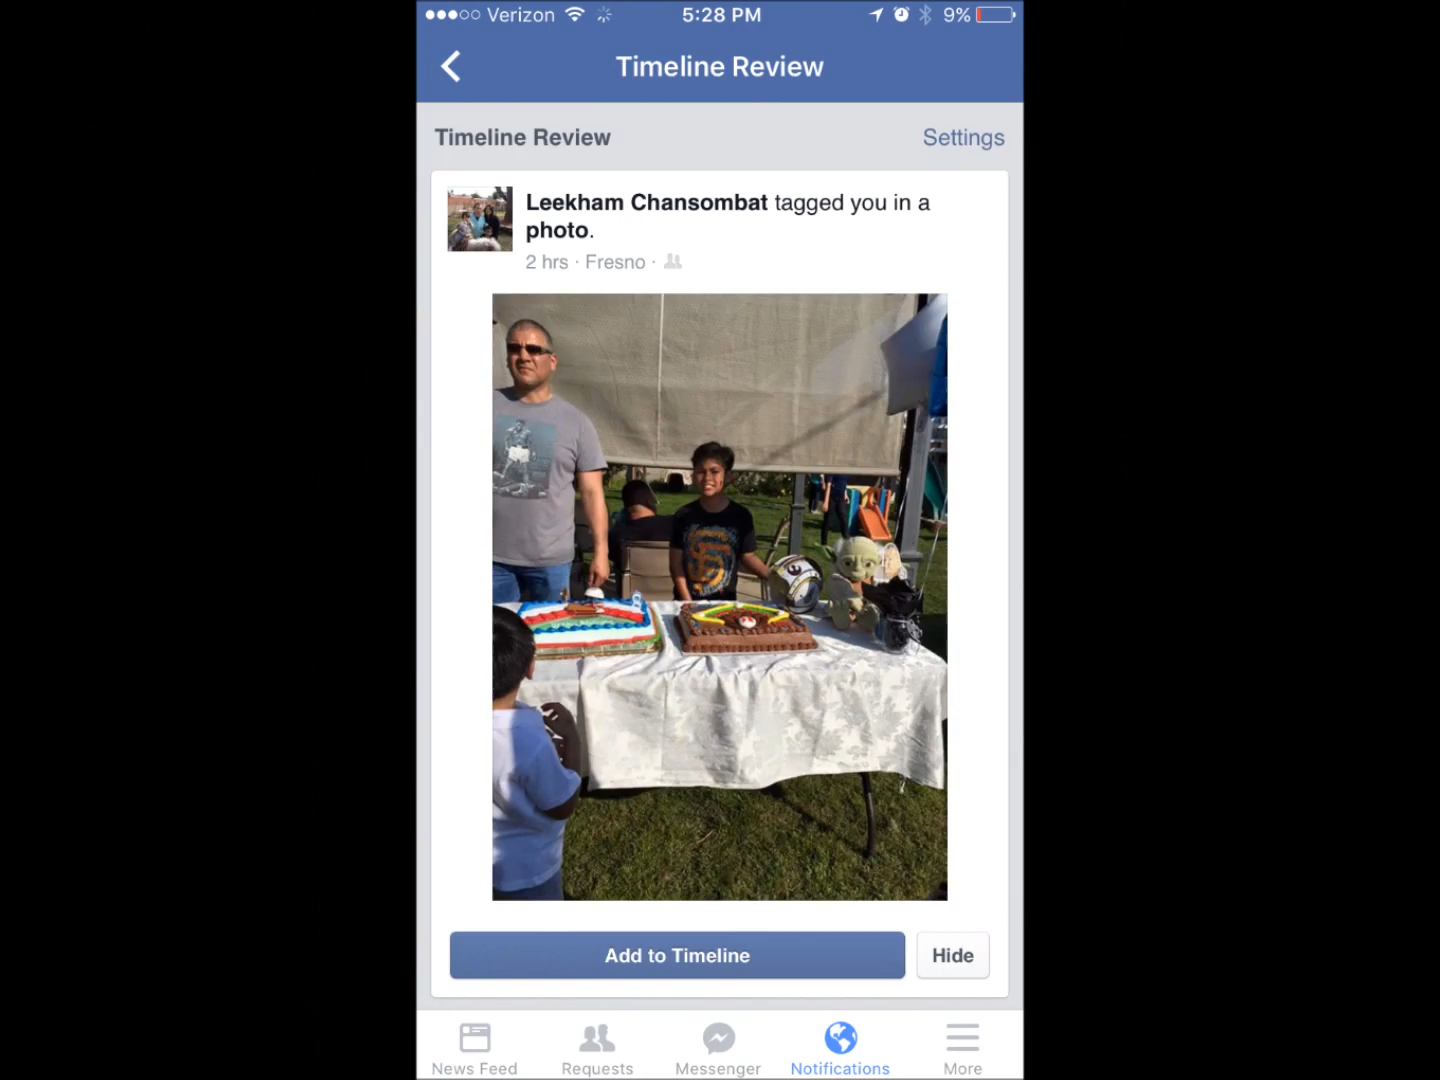 Verizon 5:28 PM 9%
Timeline Review
Timeline Review Settings
Leekham Chansombat tagged you in a
photo.
2 hrs · Fresno ·
SF
Add to Timeline Hide
News Feed Requests Messenger Notifications More